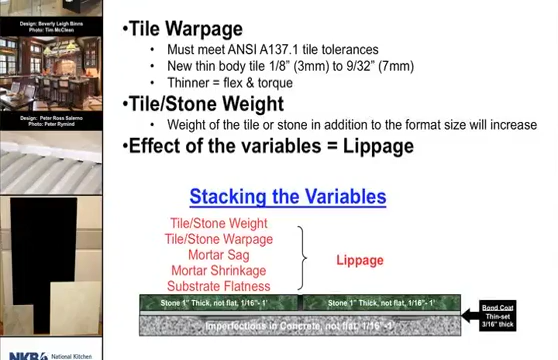 Design: Beverly Leigh Binns
Photo: Tim McClean
Design: Peter Ross Salerno
Photo: Peter Rymind
•Tile Warpage
• Must meet ANSI A137.1 tile tolerances
• New thin body tile 1/8” (3mm) to 9/32” (7mm)
• Thinner = flex & torque
•Tile/Stone Weight
• Weight of the tile or stone in addition to the format size will increase
•Effect of the variables = Lippage
Stacking the Variables
Tile/Stone Weight
Tile/Stone Warpage
Mortar Sag
Mortar Shrinkage
Substrate Flatness
Lippage
Stone 1" Thick, not flat, 1/16"- 1'
Stone 1" Thick, not flat, 1/16"- 1'
Imperfections in Concrete, not flat, 1/16" -1'
Bond Coat
Thin-set
3/16" thick
NKBA
National Kitchen